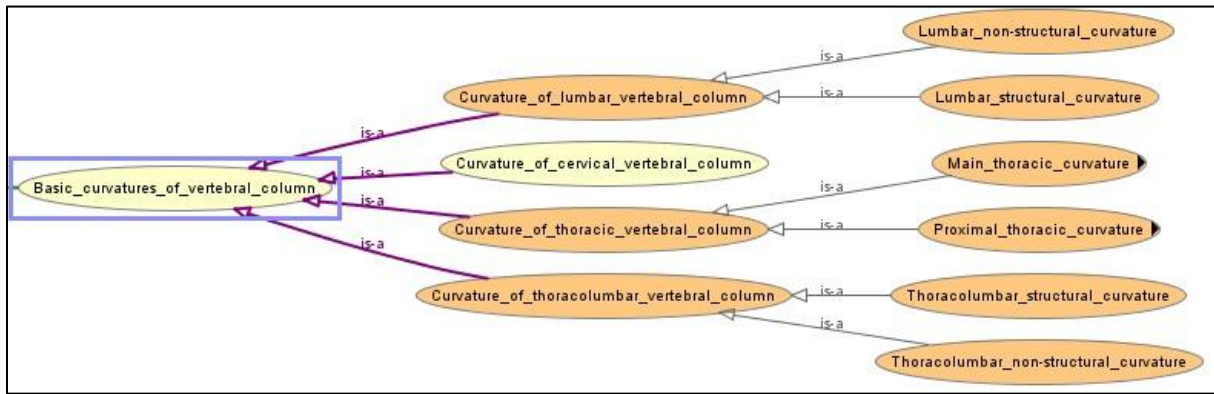 Lumbar_non-structural_curvature
is-a
Curvature_of_lumbar_vertebral_column
is-a
Lumbar_structural_curvature
is-a
Curvature_of_cervical_vertebral_column
is-a
Main_thoracic_curvature
Basic_curvatures_of_vertebral_column
is-a
is-a
Curvature_of_thoracic_vertebral_column
is-a
Proximal_thoracic_curvature
is-a
Curvature_of_thoracolumbar_vertebral_column
is-a
Thoracolumbar_structural_curvature
is-a
Thoracolumbar_non-structural_curvature